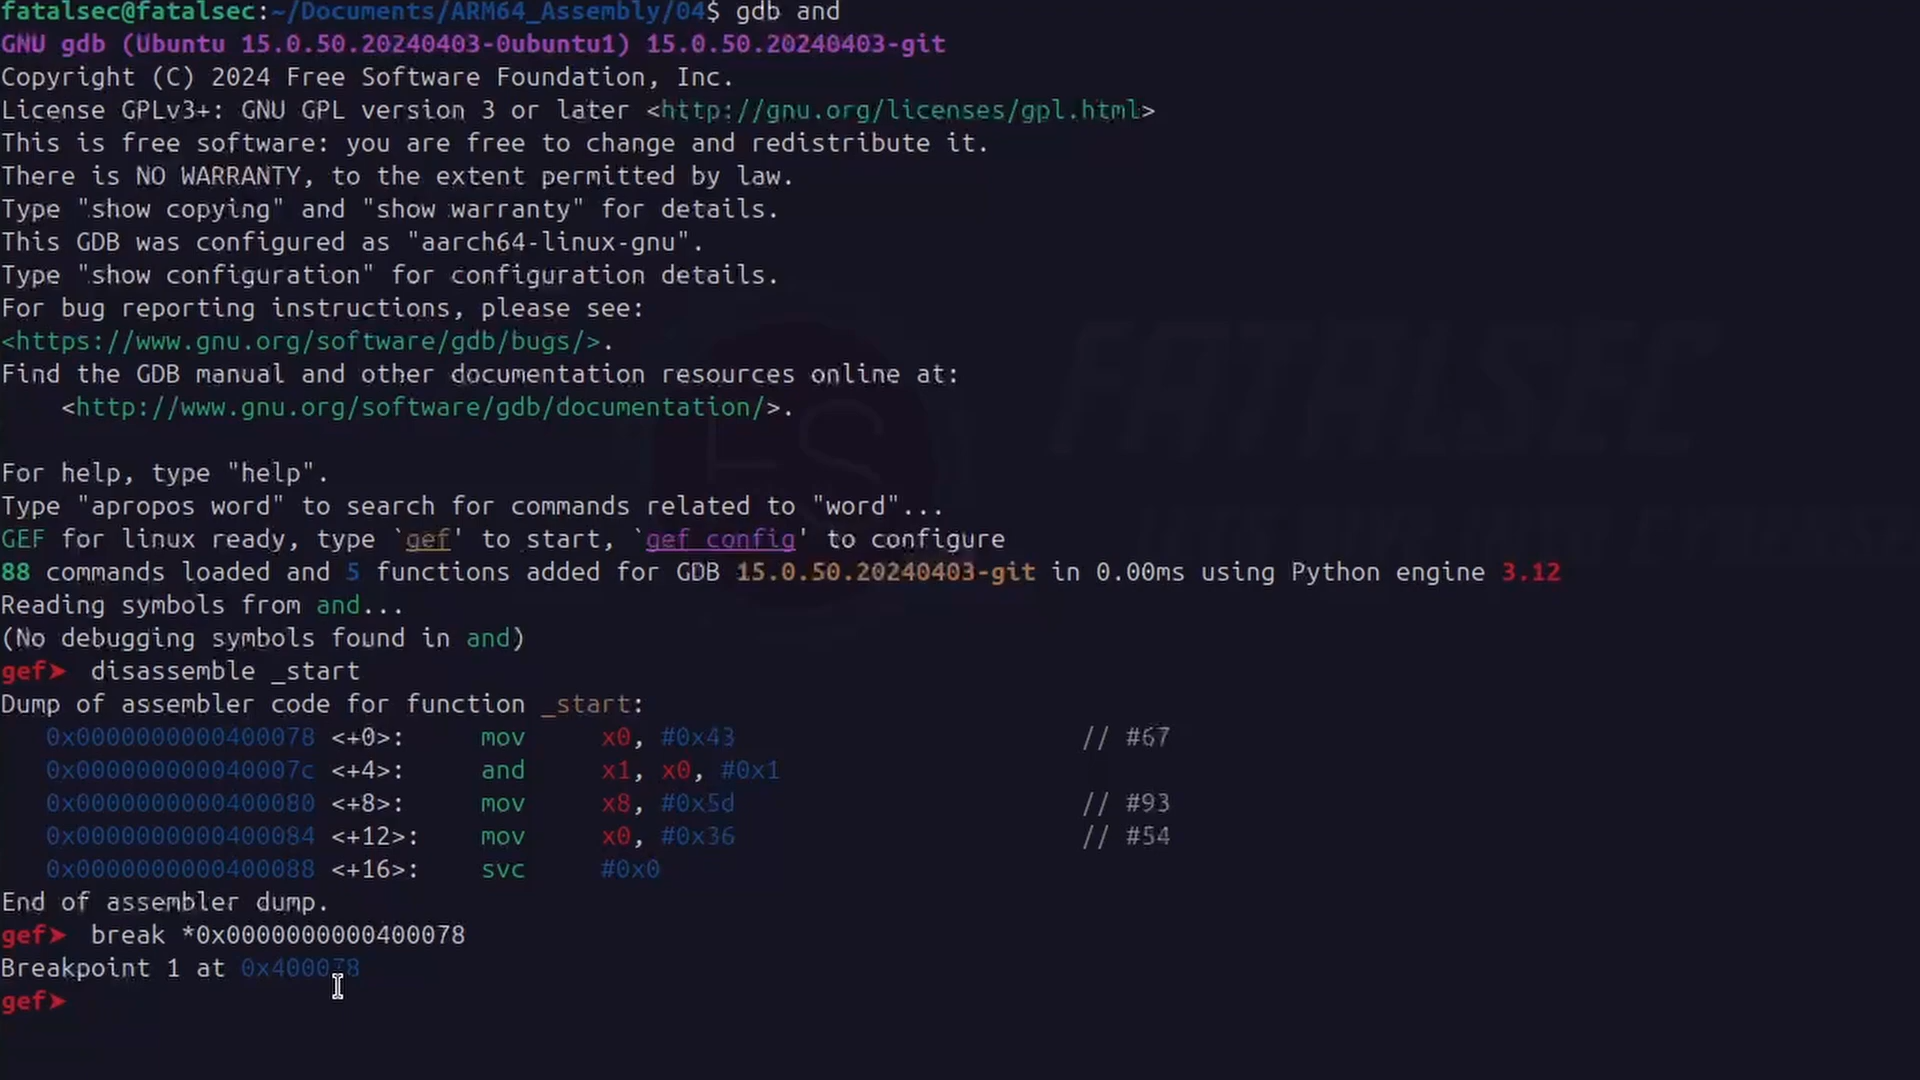 fatalsec@fatalsec:~/Documents/ARM64_Assembly/04$ gdb and
GNU gdb (Ubuntu 15.0.50.20240403-0ubuntu1) 15.0.50.20240403-git
Copyright (C) 2024 Free Software Foundation, Inc.
License GPLv3+: GNU GPL version 3 or later <http://gnu.org/licenses/gpl.html>
This is free software: you are free to change and redistribute it.
There is NO WARRANTY, to the extent permitted by law.
Type "show copying" and "show warranty" for details.
This GDB was configured as "aarch64-linux-gnu".
Type "show configuration" for configuration details.
For bug reporting instructions, please see:
<https://www.gnu.org/software/gdb/bugs/>.
Find the GDB manual and other documentation resources online at:
    <http://www.gnu.org/software/gdb/documentation/>.
FATALSEC
For help, type "help".
Type "apropos word" to search for commands related to "word"...
GEF for linux ready, type `gef' to start, `gef config' to configure
88 commands loaded and 5 functions added for GDB 15.0.50.20240403-git in 0.00ms using Python engine 3.12
Reading symbols from and...
(No debugging symbols found in and)
gef➤  disassemble _start
Dump of assembler code for function _start:
   0x0000000000400078 <+0>:     mov     x0, #0x43                       // #67
   0x000000000040007c <+4>:     and     x1, x0, #0x1
   0x0000000000400080 <+8>:     mov     x8, #0x5d                       // #93
   0x0000000000400084 <+12>:    mov     x0, #0x36                       // #54
   0x0000000000400088 <+16>:    svc     #0x0
End of assembler dump.
gef➤  break *0x0000000000400078
Breakpoint 1 at 0x400078
gef➤